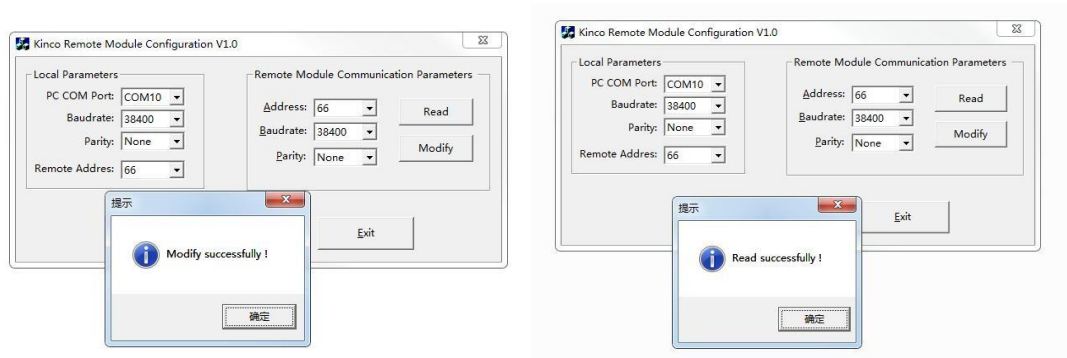 Kinco Remote Module Configuration V1.0
Local Parameters
PC COM Port: COM10
Baudrate: 38400
Parity: None
Remote Addres: 66
Remote Module Communication Parameters
Address: 66
Baudrate: 38400
Parity: None
Read
Modify
Exit
提示
Modify successfully !
确定
Kinco Remote Module Configuration V1.0
Local Parameters
PC COM Port: COM10
Baudrate: 38400
Parity: None
Remote Addres: 66
Remote Module Communication Parameters
Address: 66
Baudrate: 38400
Parity: None
Read
Modify
Exit
提示
Read successfully !
确定